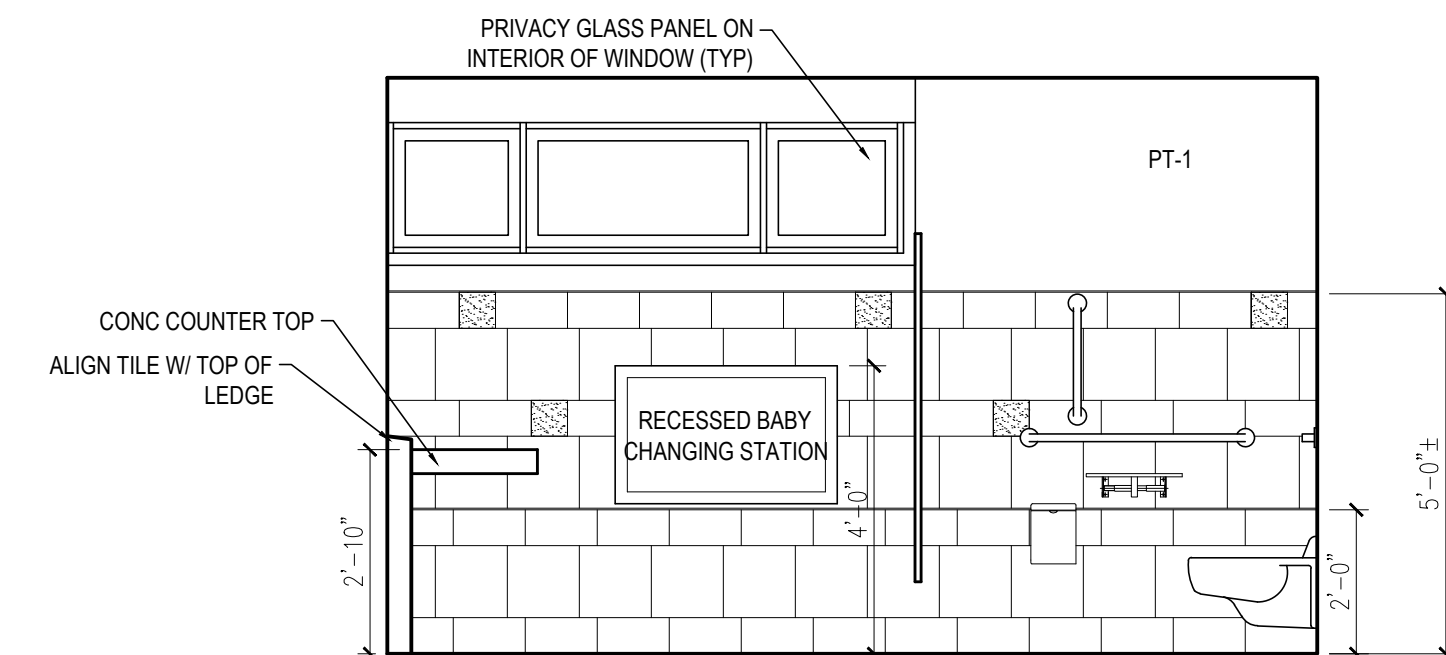 PRIVACY GLASS PANEL ON
INTERIOR OF WINDOW (TYP)
PT-1
CONC COUNTER TOP
ALIGN TILE W/ TOP OF
LEDGE
RECESSED BABY
CHANGING STATION
2'-10"
4'-0"
2'-0"
5'-0"±